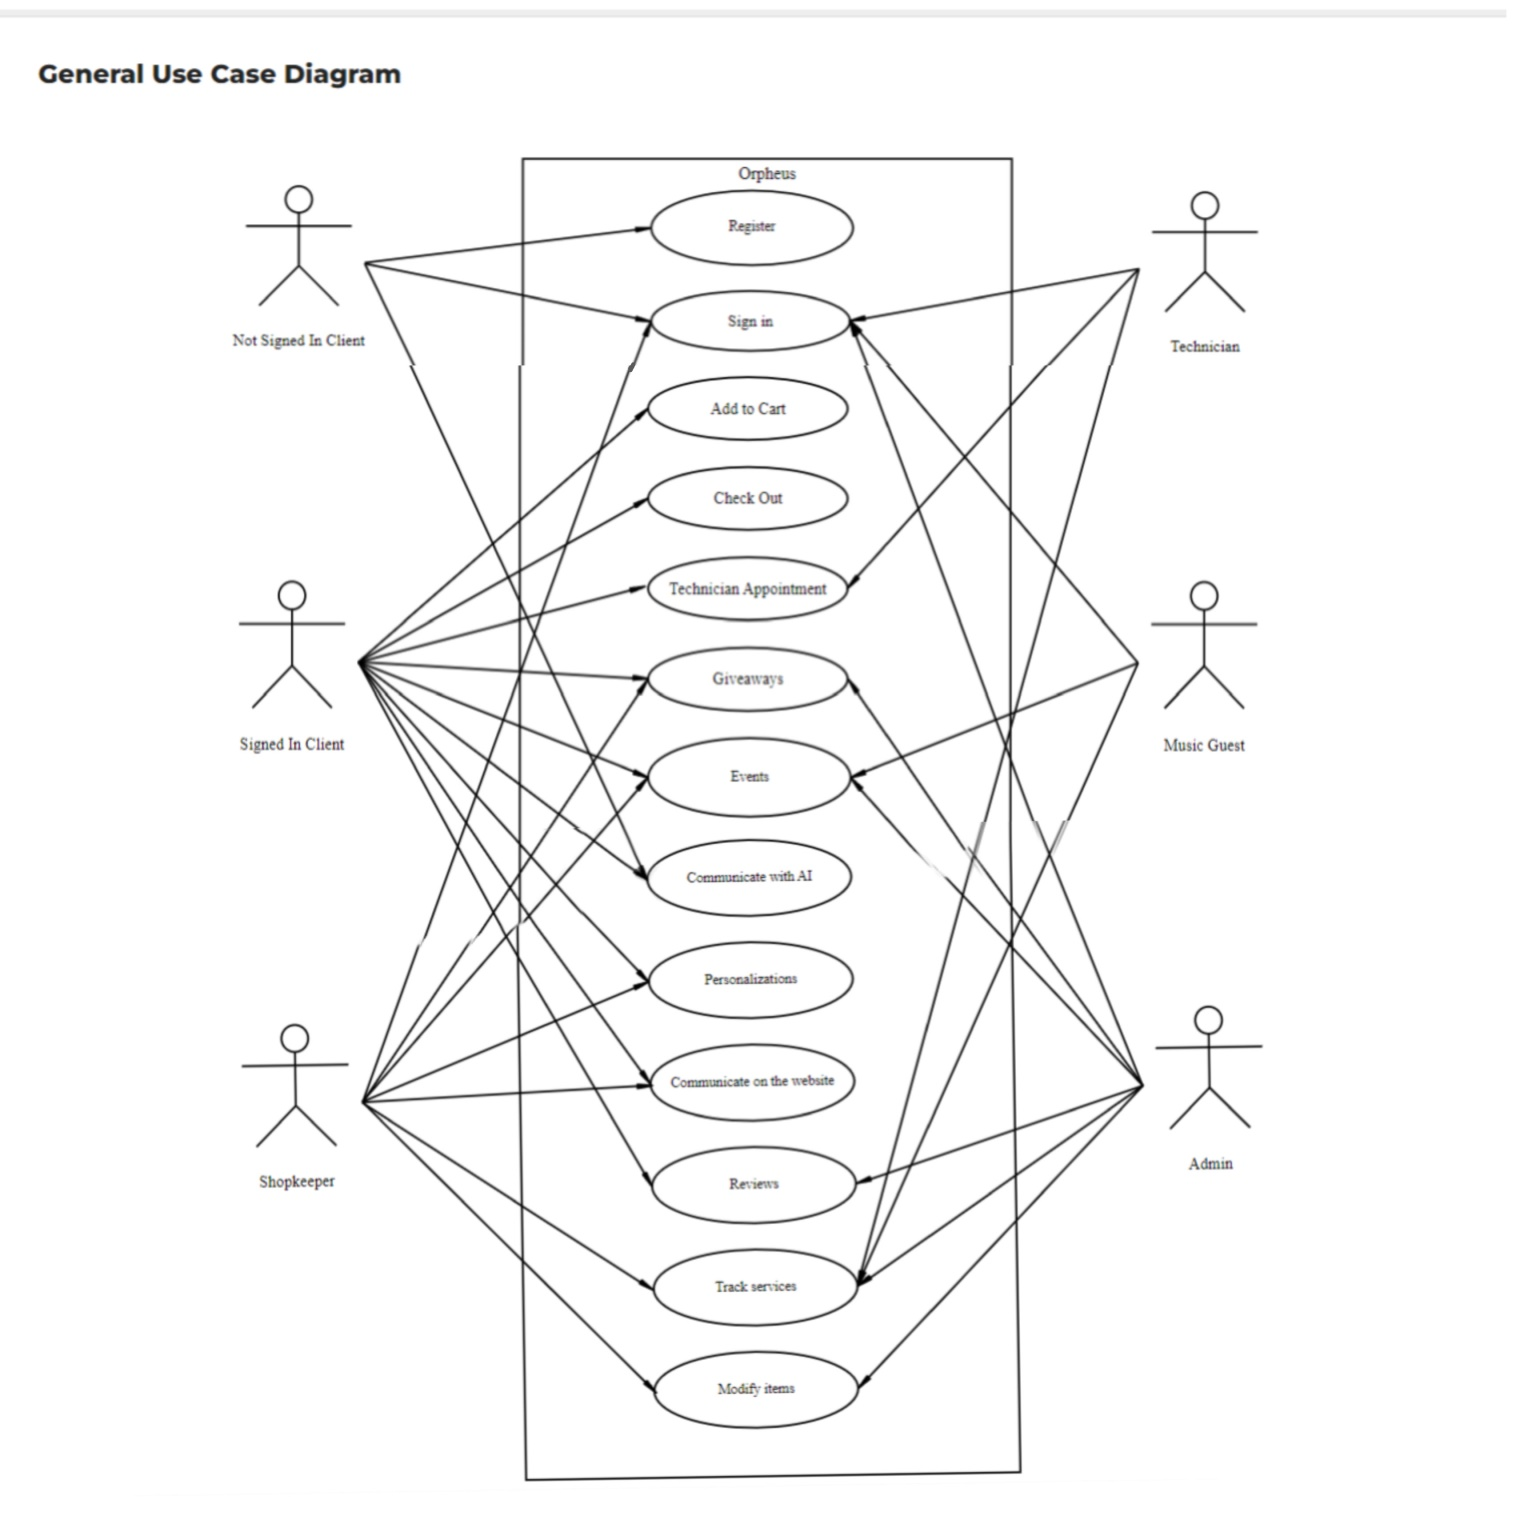 General Use Case Diagram
Orpheus
Register
Sign in
Not Signed In Client
Technician
Add to Cart
Check Out
Technician Appointment
Giveaways
Signed In Client
Music Guest
Events
Communicate with AI
Personalizations
Communicate on the website
Admin
Shopkeeper
Reviews
Track services
Modify items